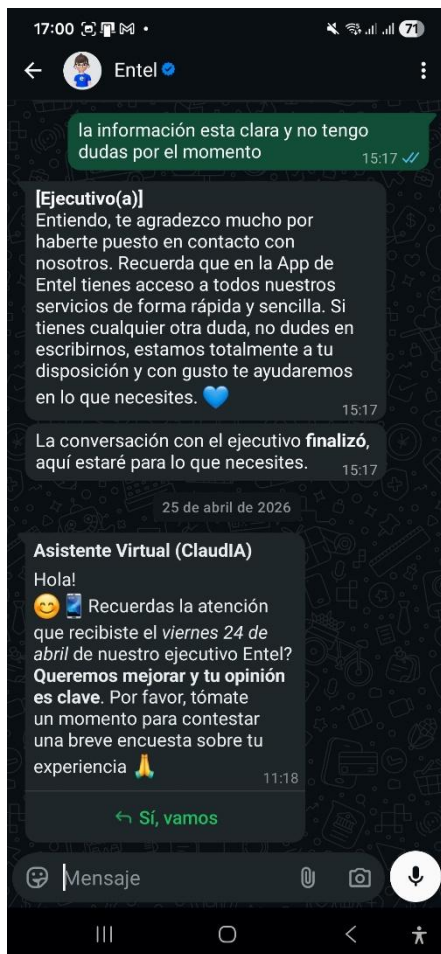 17:00
71
Entel
la información esta clara y no tengo
dudas por el momento
15:17
[Ejecutivo(a)]
Entiendo, te agradezco mucho por
haberte puesto en contacto con
nosotros. Recuerda que en la App de
Entel tienes acceso a todos nuestros
servicios de forma rápida y sencilla. Si
tienes cualquier otra duda, no dudes en
escribirnos, estamos totalmente a tu
disposición y con gusto te ayudaremos
en lo que necesites. 💙
15:17
La conversación con el ejecutivo finalizó,
aquí estaré para lo que necesites.
15:17
25 de abril de 2026
Asistente Virtual (ClaudIA)
Hola!
😊📱 Recuerdas la atención
que recibiste el viernes 24 de
abril de nuestro ejecutivo Entel?
Queremos mejorar y tu opinión
es clave. Por favor, tómate
un momento para contestar
una breve encuesta sobre tu
experiencia 🙏
11:18
Sí, vamos
Mensaje